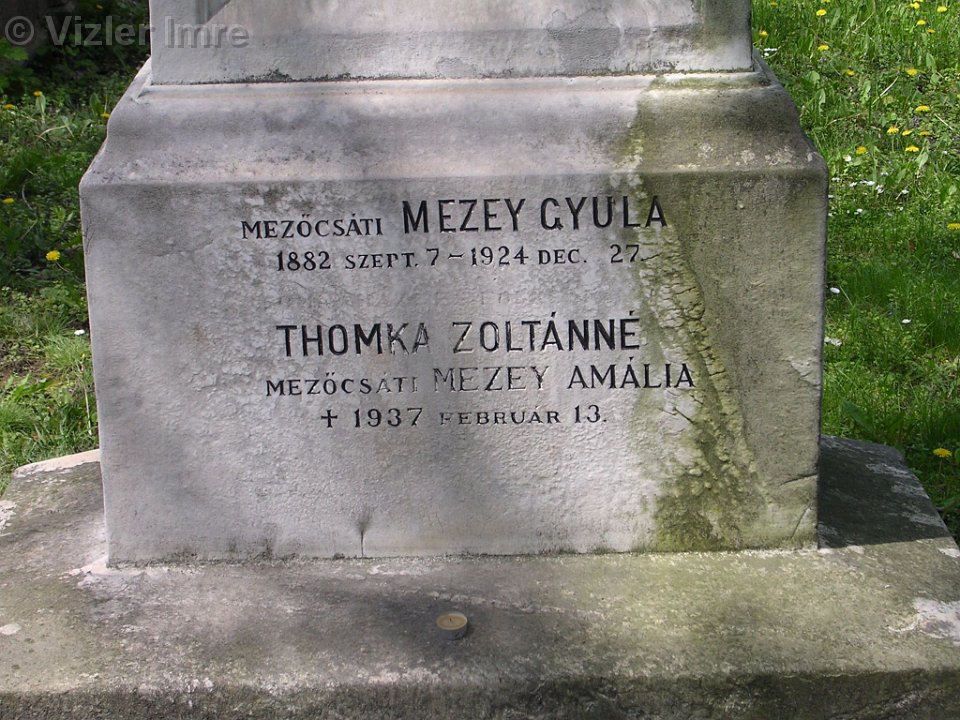 © Vizler Imre
MEZŐCSÁTI MEZEY GYULA
1882 SZEPT. 7 - 1924 DEC. 27.
THOMKA ZOLTÁNNÉ
MEZŐCSÁTI MEZEY AMÁLIA
✝ 1937 FEBRUÁR 13.